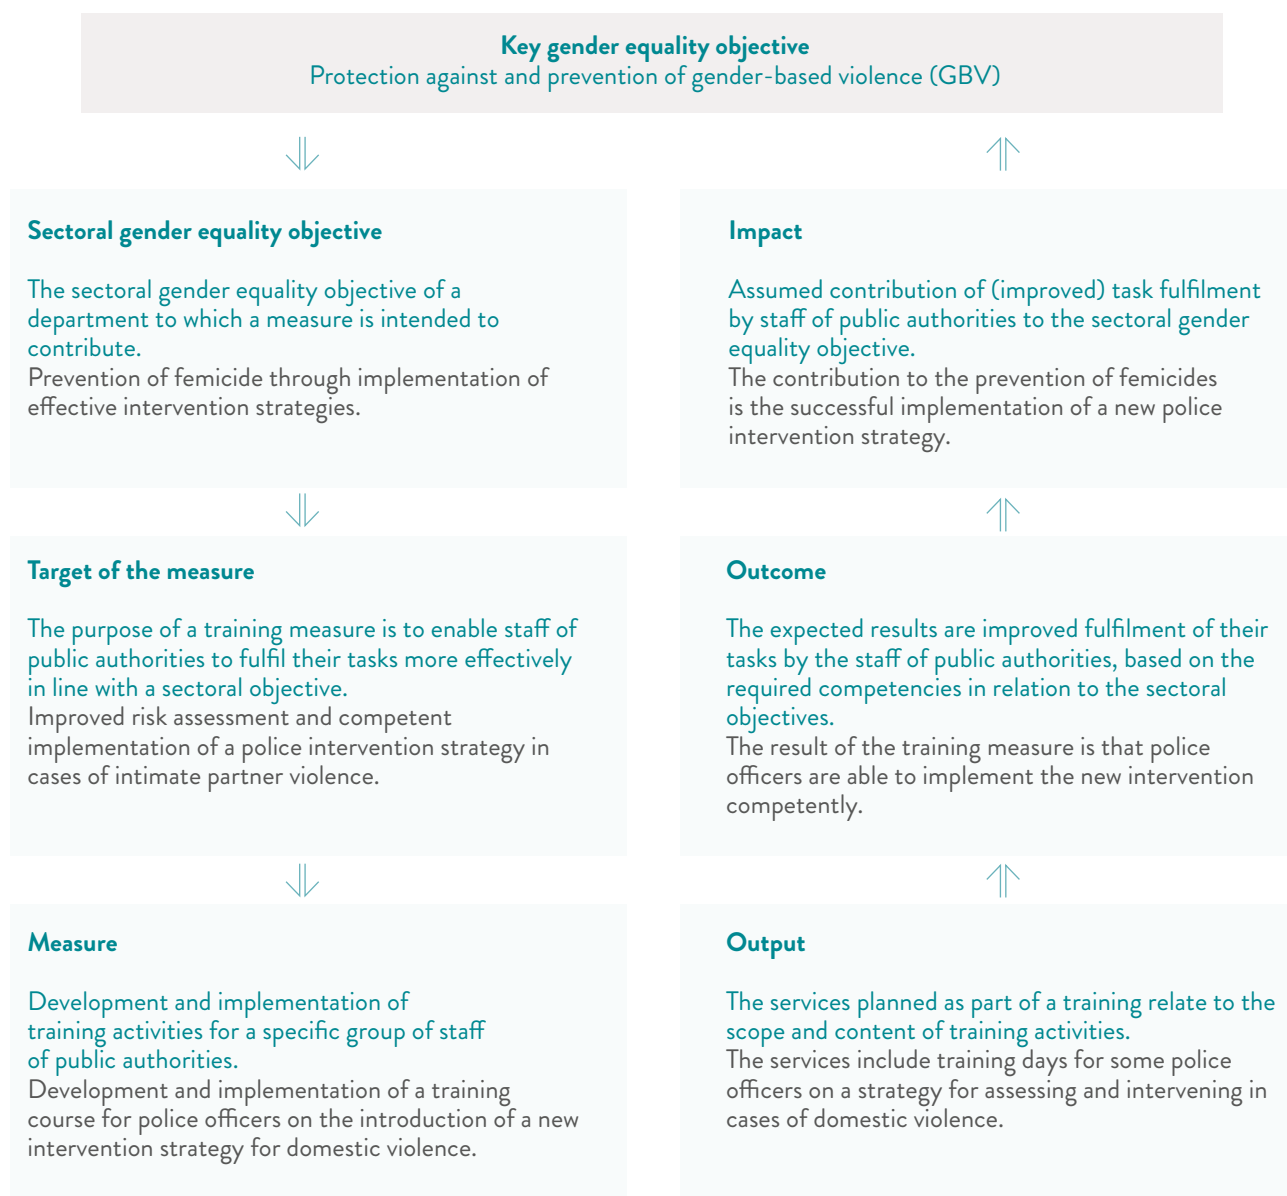 Key gender equality objective
Protection against and prevention of gender-based violence (GBV)
Sectoral gender equality objective
The sectoral gender equality objective of a
department to which a measure is intended to
contribute.
Prevention of femicide through implementation of
effective intervention strategies.
Impact
Assumed contribution of (improved) task fulfilment
by staff of public authorities to the sectoral gender
equality objective.
The contribution to the prevention of femicides
is the successful implementation of a new police
intervention strategy.
Target of the measure
The purpose of a training measure is to enable staff of
public authorities to fulfil their tasks more effectively
in line with a sectoral objective.
Improved risk assessment and competent
implementation of a police intervention strategy in
cases of intimate partner violence.
Outcome
The expected results are improved fulfilment of their
tasks by the staff of public authorities, based on the
required competencies in relation to the sectoral
objectives.
The result of the training measure is that police
officers are able to implement the new intervention
competently.
Measure
Development and implementation of
training activities for a specific group of staff
of public authorities.
Development and implementation of a training
course for police officers on the introduction of a new
intervention strategy for domestic violence.
Output
The services planned as part of a training relate to the
scope and content of training activities.
The services include training days for some police
officers on a strategy for assessing and intervening in
cases of domestic violence.